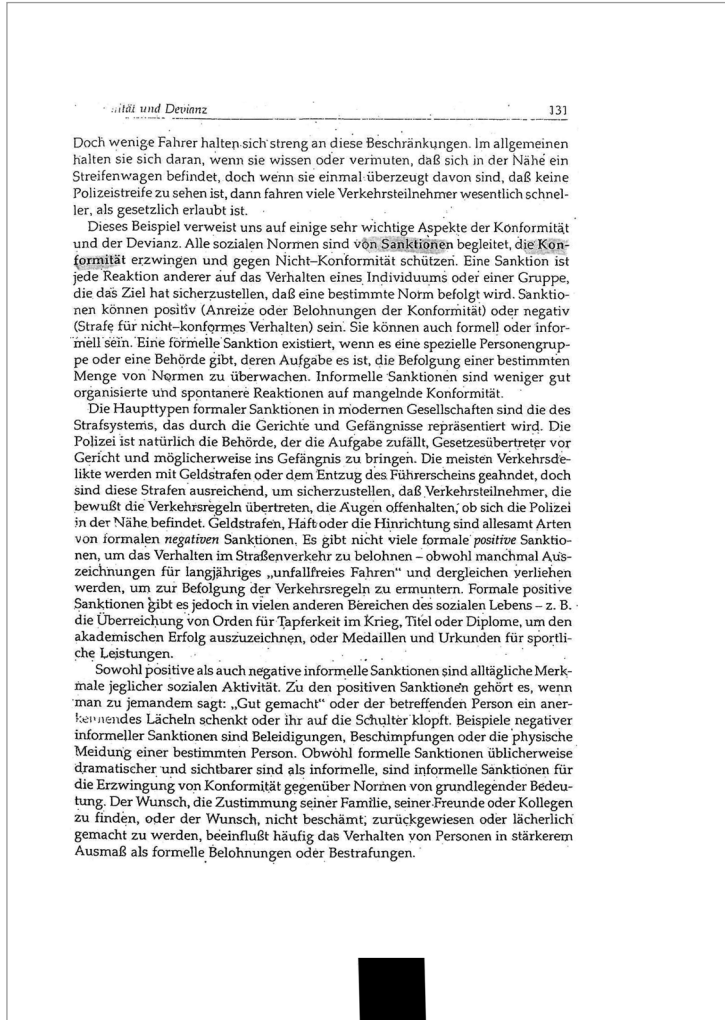 ität und Devianz 131
Doch wenige Fahrer halten sich streng an diese Beschränkungen. Im allgemeinen
halten sie sich daran, wenn sie wissen oder vermuten, daß sich in der Nähe ein
Streifenwagen befindet, doch wenn sie einmal überzeugt davon sind, daß keine
Polizeistreife zu sehen ist, dann fahren viele Verkehrsteilnehmer wesentlich schnel-
ler, als gesetzlich erlaubt ist.
Dieses Beispiel verweist uns auf einige sehr wichtige Aspekte der Konformität
und der Devianz. Alle sozialen Normen sind von Sanktionen begleitet, die Kon-
formität erzwingen und gegen Nicht-Konformität schützen. Eine Sanktion ist
jede Reaktion anderer auf das Verhalten eines Individuums oder einer Gruppe,
die das Ziel hat sicherzustellen, daß eine bestimmte Norm befolgt wird. Sanktio-
nen können positiv (Anreize oder Belohnungen der Konformität) oder negativ
(Strafe für nicht-konformes Verhalten) sein. Sie können auch formell oder infor-
mell sein. Eine formelle Sanktion existiert, wenn es eine spezielle Personengrup-
pe oder eine Behörde gibt, deren Aufgabe es ist, die Befolgung einer bestimmten
Menge von Normen zu überwachen. Informelle Sanktionen sind weniger gut
organisierte und spontanere Reaktionen auf mangelnde Konformität.
Die Haupttypen formaler Sanktionen in modernen Gesellschaften sind die des
Strafsystems, das durch die Gerichte und Gefängnisse repräsentiert wird. Die
Polizei ist natürlich die Behörde, der die Aufgabe zufällt, Gesetzesübertreter vor
Gericht und möglicherweise ins Gefängnis zu bringen. Die meisten Verkehrsde-
likte werden mit Geldstrafen oder dem Entzug des Führerscheins geahndet, doch
sind diese Strafen ausreichend, um sicherzustellen, daß Verkehrsteilnehmer, die
bewußt die Verkehrsregeln übertreten, die Augen offenhalten, ob sich die Polizei
in der Nähe befindet. Geldstrafen, Haft oder die Hinrichtung sind allesamt Arten
von formalen negativen Sanktionen. Es gibt nicht viele formale positive Sanktio-
nen, um das Verhalten im Straßenverkehr zu belohnen – obwohl manchmal Aus-
zeichnungen für langjähriges „unfallfreies Fahren“ und dergleichen verliehen
werden, um zur Befolgung der Verkehrsregeln zu ermuntern. Formale positive
Sanktionen gibt es jedoch in vielen anderen Bereichen des sozialen Lebens – z. B.
die Überreichung von Orden für Tapferkeit im Krieg, Titel oder Diplome, um den
akademischen Erfolg auszuzeichnen, oder Medaillen und Urkunden für sportli-
che Leistungen.
Sowohl positive als auch negative informelle Sanktionen sind alltägliche Merk-
male jeglicher sozialen Aktivität. Zu den positiven Sanktionen gehört es, wenn
man zu jemandem sagt: „Gut gemacht“ oder der betreffenden Person ein aner-
kennendes Lächeln schenkt oder ihr auf die Schulter klopft. Beispiele negativer
informeller Sanktionen sind Beleidigungen, Beschimpfungen oder die physische
Meidung einer bestimmten Person. Obwohl formelle Sanktionen üblicherweise
dramatischer und sichtbarer sind als informelle, sind informelle Sanktionen für
die Erzwingung von Konformität gegenüber Normen von grundlegender Bedeu-
tung. Der Wunsch, die Zustimmung seiner Familie, seiner Freunde oder Kollegen
zu finden, oder der Wunsch, nicht beschämt, zurückgewiesen oder lächerlich
gemacht zu werden, beeinflußt häufig das Verhalten von Personen in stärkerem
Ausmaß als formelle Belohnungen oder Bestrafungen.